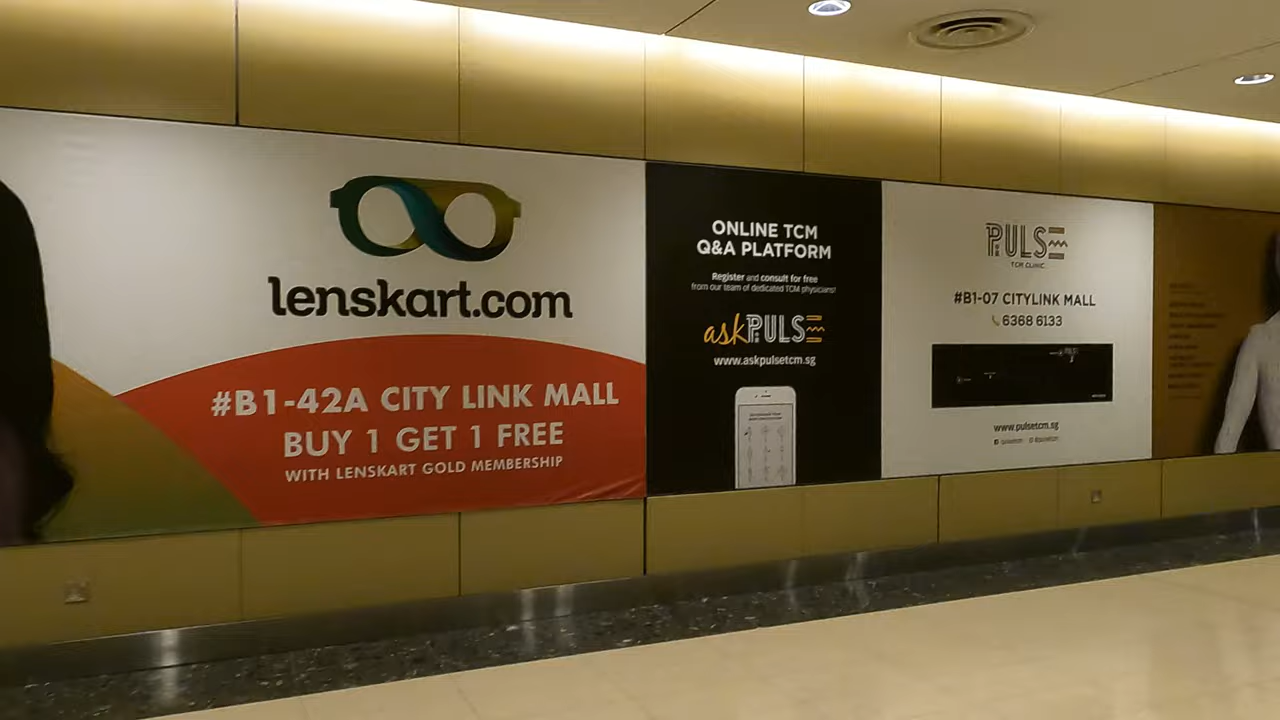 lenskart.com
#B1-42A CITY LINK MALL
BUY 1 GET 1 FREE
WITH LENSKART GOLD MEMBERSHIP
ONLINE TCM
Q&A PLATFORM
Register and consult for free
from our team of dedicated TCM physicians!
askPULSE
www.askpulsetcm.sg
PULSE
TCM CLINIC
#B1-07 CITYLINK MALL
6368 6133
www.pulsetcm.sg